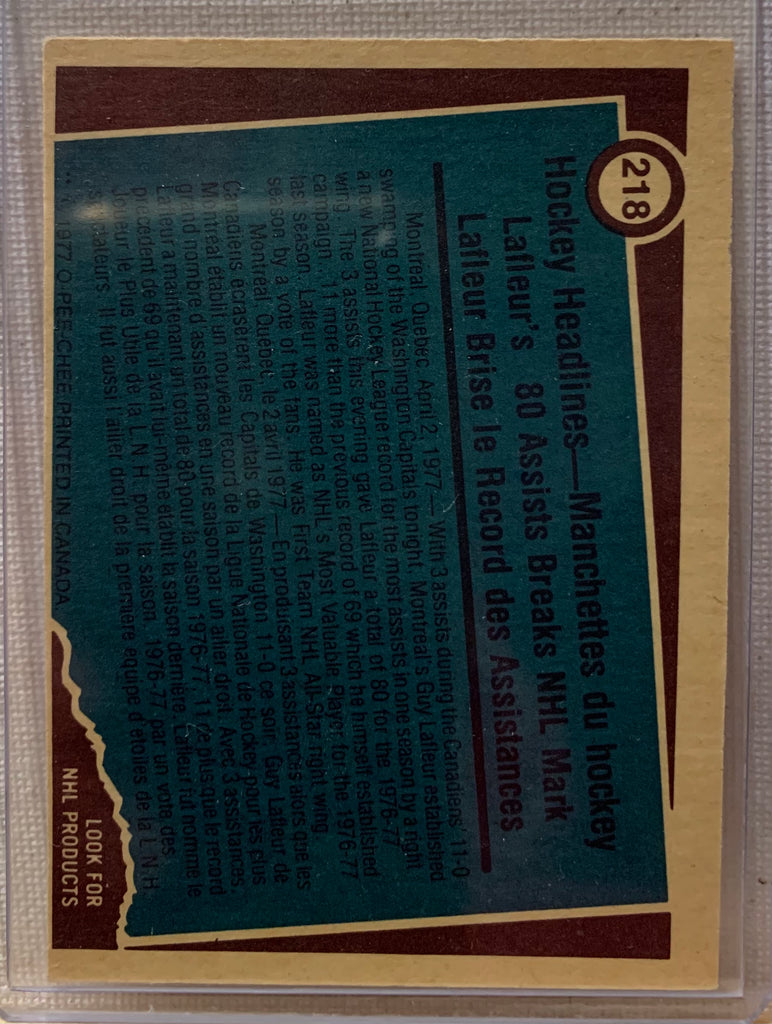 218
Hockey Headlines—Manchettes du hockey
Lafleur's 80 Assists Breaks NHL Mark
Lafleur Brise le Record des Assistances
Montreal, Quebec, April 2, 1977 — With 3 assists during the Canadiens' 11-0
swamping of the Washington Capitals tonight, Montreal's Guy Lafleur established
a new National Hockey League record for the most assists in one season by a right
wing. The 3 assists this evening gave Lafleur a total of 80 for the 1976-77
campaign, 11 more than the previous record of 69 which he himself established
last season. Lafleur was named as NHL's Most Valuable Player for the 1976-77
season by a vote of the fans. He was First Team NHL All-Star right wing.
Montréal, Québec, le 2 avril 1977 — En produisant 3 assistances alors que les
Canadiens écrasèrent les Capitals de Washington 11-0 ce soir, Guy Lafleur de
Montréal établit un nouveau record de la Ligue Nationale de Hockey pour les plus
grand nombre d'assistances en une saison par un ailier droit. Avec 3 assistances,
Lafleur a maintenant un total de 80 pour la saison 1976-77, 11 de plus que le record
précédent de 69 qu'il avait lui-même établit la saison dernière. Lafleur fut nommé le
Joueur le Plus Utile de la L.N.H. pour la saison 1976-77 par un vote des
amateurs. Il fut aussi l'ailier droit de la première équipe d'étoiles de la L.N.H.
1977 O-PEE-CHEE PRINTED IN CANADA
LOOK FOR
NHL PRODUCTS